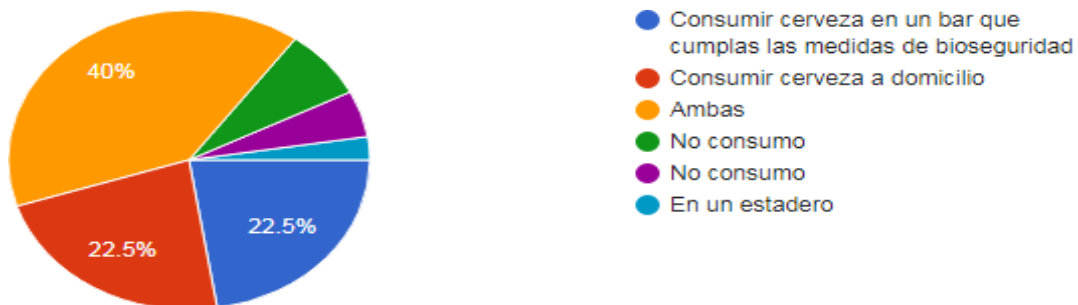 40%
22.5%
22.5%
Consumir cerveza en un bar que
cumplas las medidas de bioseguridad
Consumir cerveza a domicilio
Ambas
No consumo
No consumo
En un estadero